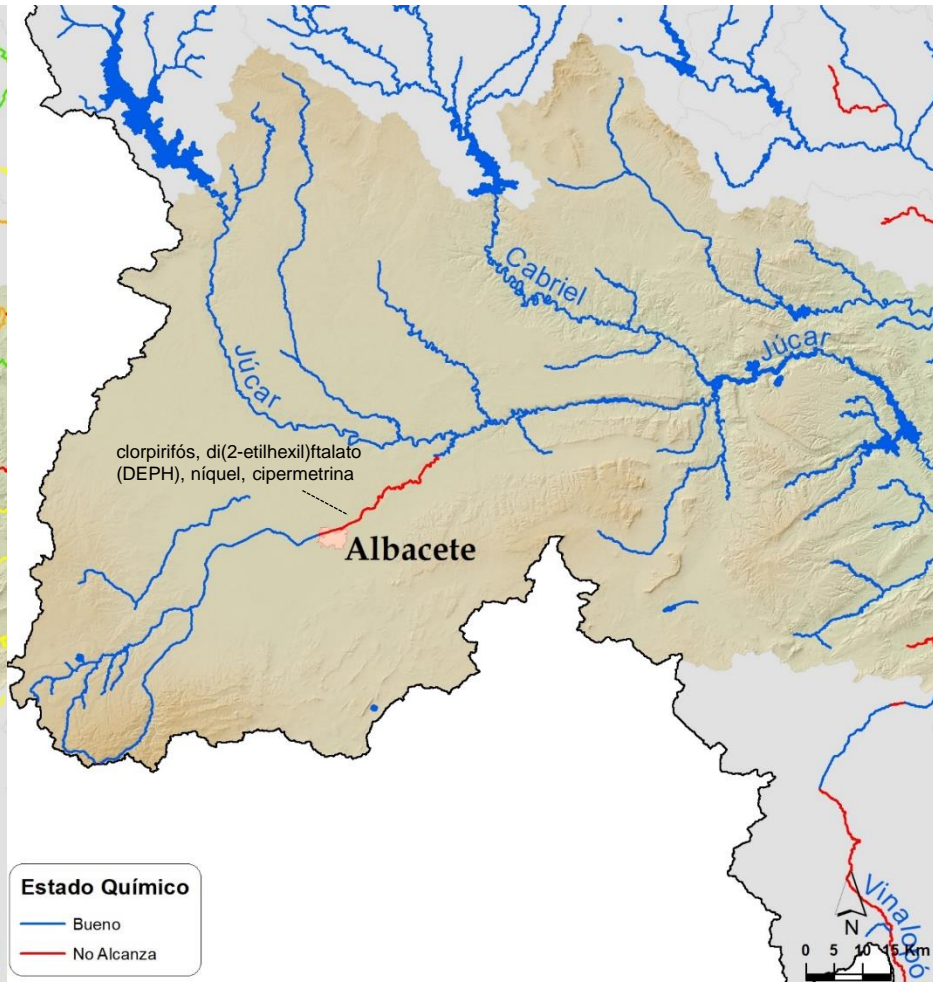 Cabriel
Júcar
Júcar
clorpirifós, di(2-etilhexil)ftalato
(DEPH), níquel, cipermetrina
Albacete
Vinalopó
N
0 5 10 15 Km
Estado Químico
Bueno
No Alcanza